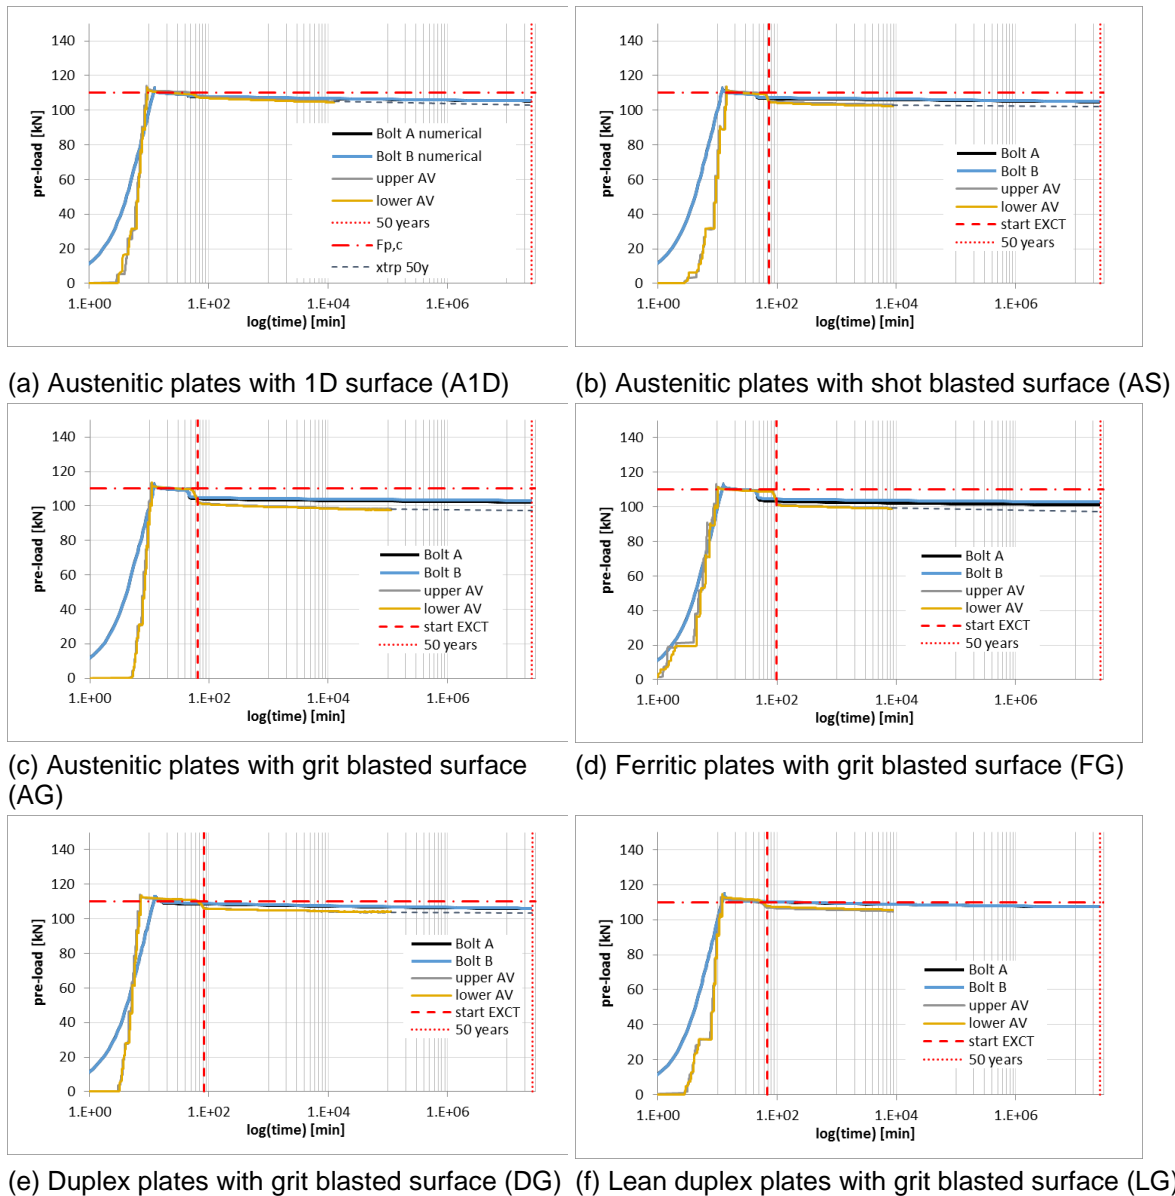 140
120
100
80
60
40
20
0
pre-load [kN]
Bolt A numerical
Bolt B numerical
upper AV
lower AV
50 years
Fp,c
xtrp 50y
1.E+00 1.E+02 1.E+04 1.E+06
log(time) [min]
(a) Austenitic plates with 1D surface (A1D)
140
120
100
80
60
40
20
0
pre-load [kN]
Bolt A
Bolt B
upper AV
lower AV
start EXCT
50 years
1.E+00 1.E+02 1.E+04 1.E+06
log(time) [min]
(b) Austenitic plates with shot blasted surface (AS)
140
120
100
80
60
40
20
0
pre-load [kN]
Bolt A
Bolt B
upper AV
lower AV
start EXCT
50 years
1.E+00 1.E+02 1.E+04 1.E+06
log(time) [min]
(c) Austenitic plates with grit blasted surface
(AG)
140
120
100
80
60
40
20
0
pre-load [kN]
Bolt A
Bolt B
upper AV
lower AV
start EXCT
50 years
1.E+00 1.E+02 1.E+04 1.E+06
log(time) [min]
(d) Ferritic plates with grit blasted surface (FG)
140
120
100
80
60
40
20
0
pre-load [kN]
Bolt A
Bolt B
upper AV
lower AV
start EXCT
50 years
1.E+00 1.E+02 1.E+04 1.E+06
log(time) [min]
(e) Duplex plates with grit blasted surface (DG)
140
120
100
80
60
40
20
0
pre-load [kN]
Bolt A
Bolt B
upper AV
lower AV
start EXCT
50 years
1.E+00 1.E+02 1.E+04 1.E+06
log(time) [min]
(f) Lean duplex plates with grit blasted surface (LG)